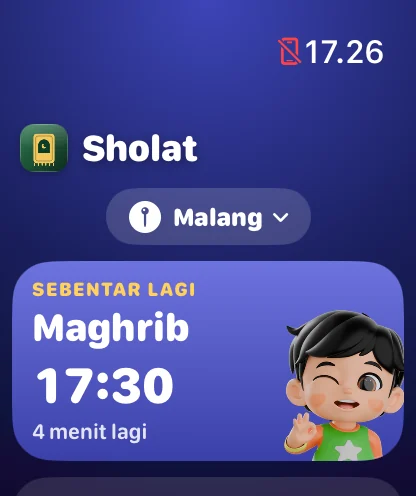 17.26
Sholat
Malang
SEBENTAR LAGI
Maghrib
17:30
4 menit lagi